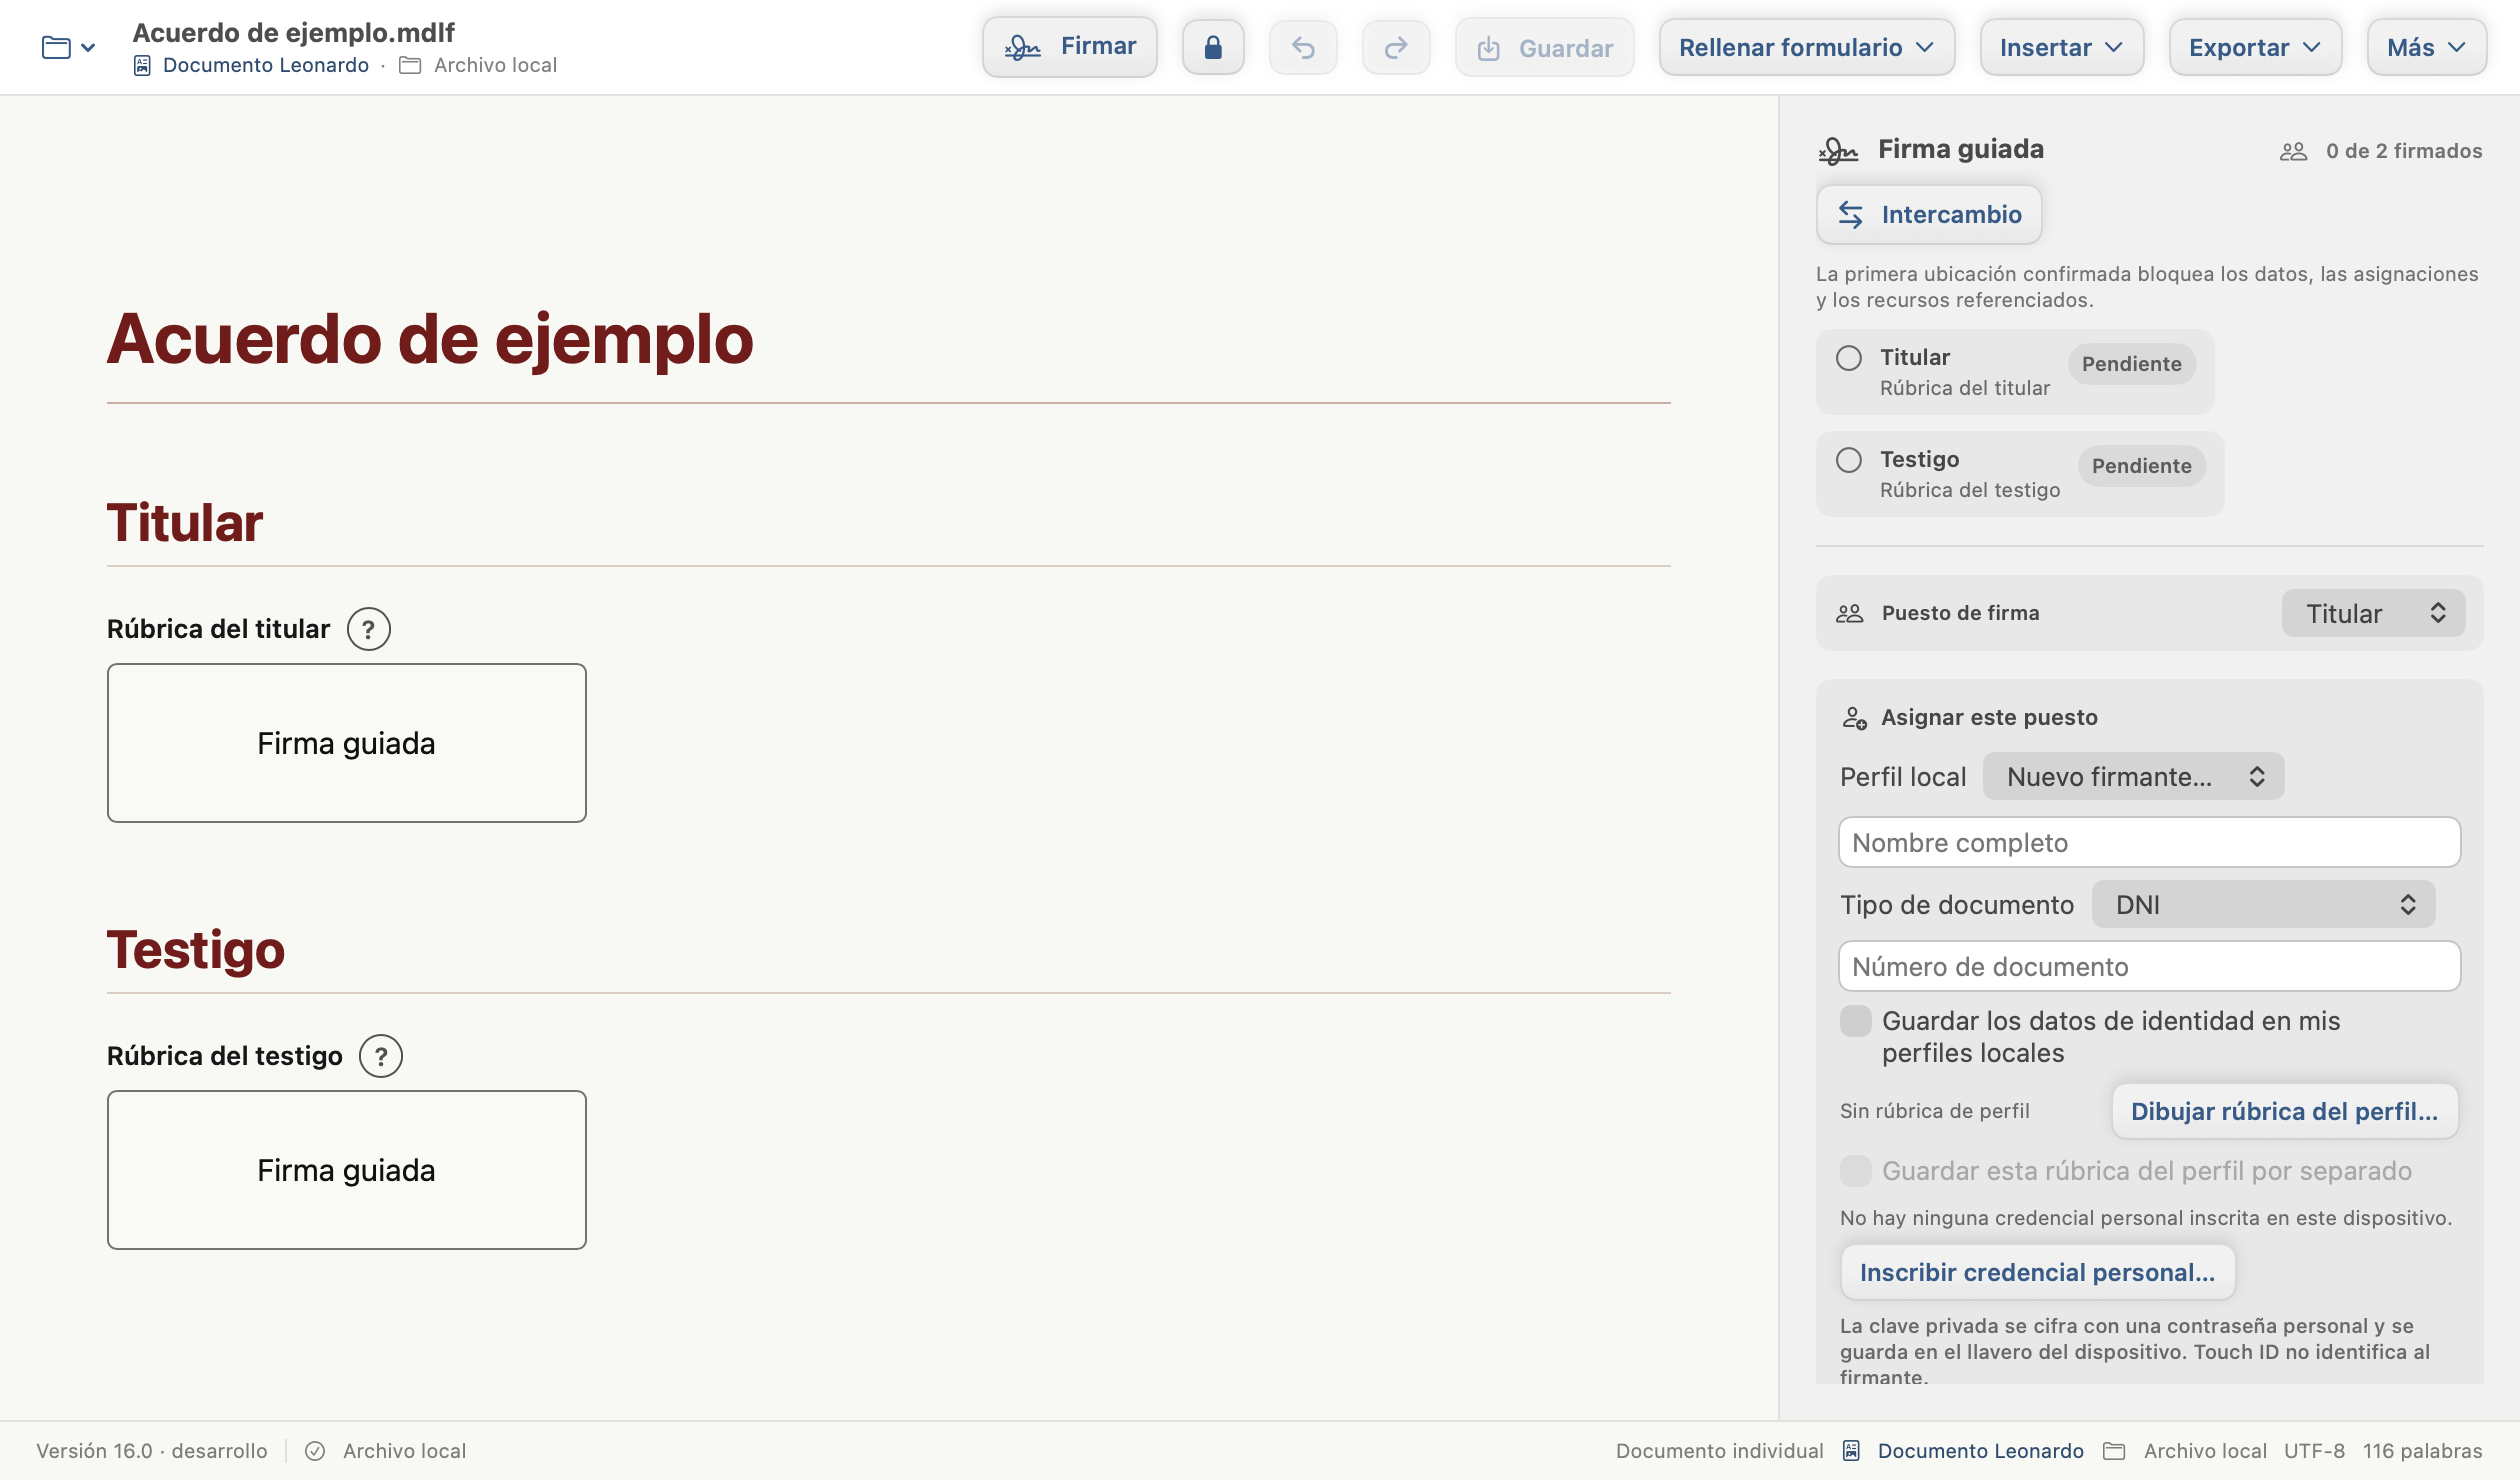 Acuerdo de ejemplo.mdlf
Documento Leonardo · Archivo local
Firmar
Guardar
Rellenar formulario
Insertar
Exportar
Más
Acuerdo de ejemplo
Titular
Rúbrica del titular ?
Firma guiada
Testigo
Rúbrica del testigo ?
Firma guiada
Firma guiada
0 de 2 firmados
Intercambio
La primera ubicación confirmada bloquea los datos, las asignaciones
y los recursos referenciados.
Titular
Pendiente
Rúbrica del titular
Testigo
Pendiente
Rúbrica del testigo
Puesto de firma
Titular
Asignar este puesto
Perfil local
Nuevo firmante...
Nombre completo
Tipo de documento
DNI
Número de documento
Guardar los datos de identidad en mis
perfiles locales
Sin rúbrica de perfil
Dibujar rúbrica del perfil...
Guardar esta rúbrica del perfil por separado
No hay ninguna credencial personal inscrita en este dispositivo.
Inscribir credencial personal...
La clave privada se cifra con una contraseña personal y se
guarda en el llavero del dispositivo. Touch ID no identifica al
firmante.
Versión 16.0 · desarrollo
Archivo local
Documento individual
Documento Leonardo
Archivo local
UTF-8
116 palabras